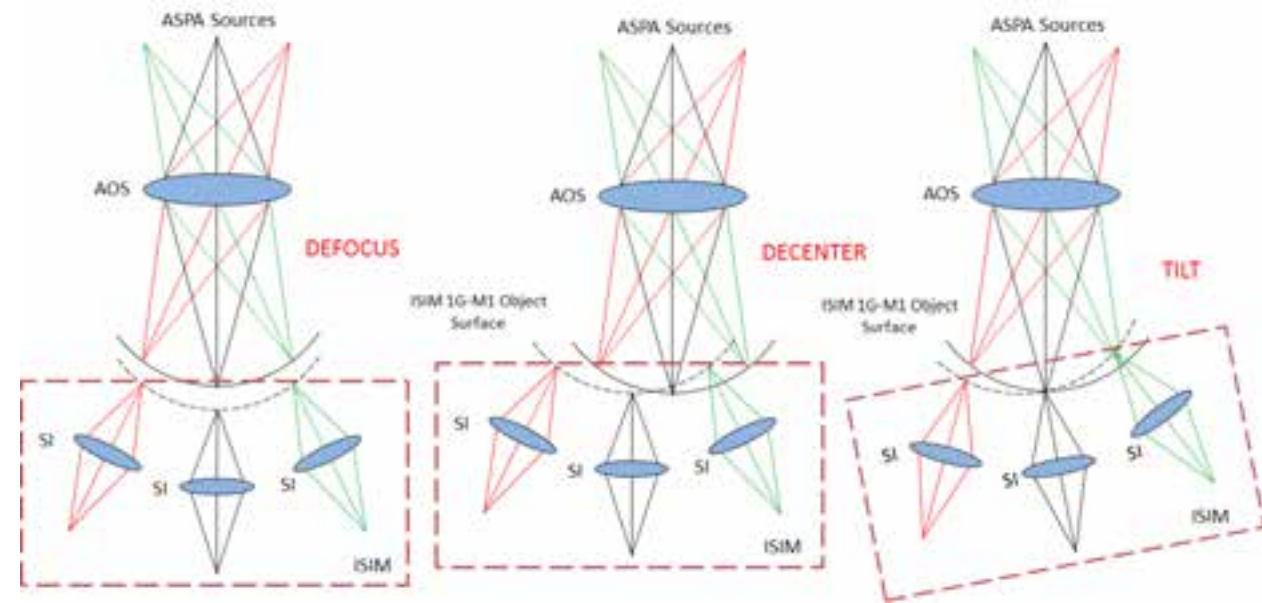 ASPA Sources
AOS
DEFOCUS
SI
SI
SI
ISIM
ASPA Sources
AOS
DECENTER
ISIM 1G-M1 Object
Surface
SI
SI
SI
ISIM
ASPA Sources
AOS
TILT
ISIM 1G-M1 Object
Surface
SI
SI
SI
ISIM